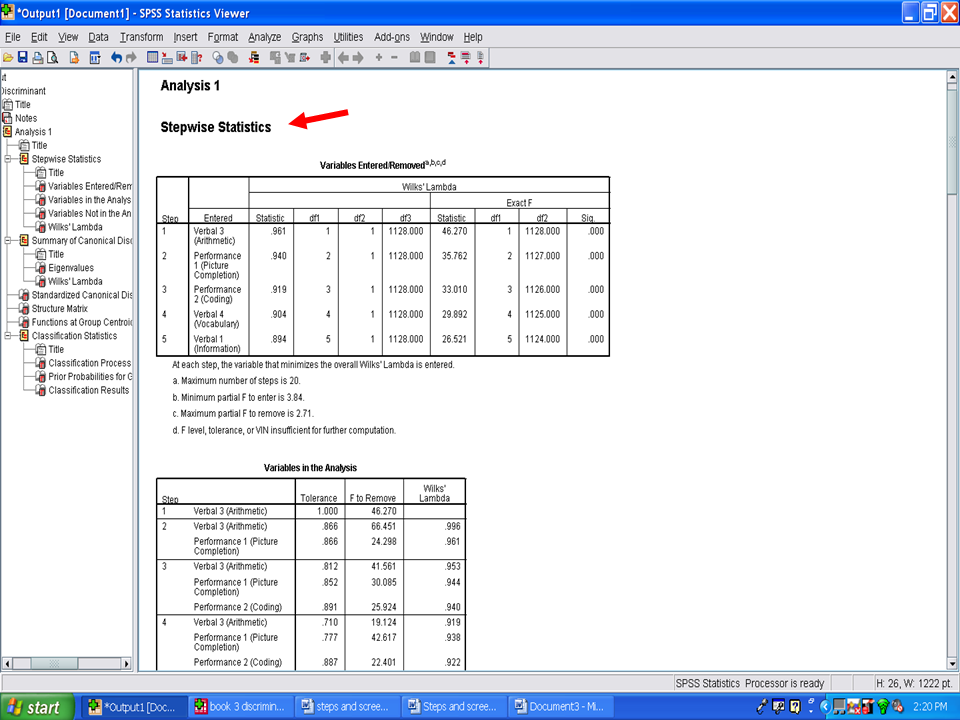 *Output1 [Document1] - SPSS Statistics Viewer
File Edit View Data Transform Insert Format Analyze Graphs Utilities Add-ons Window Help
ut
Discriminant
Title
Notes
Analysis 1
Title
Stepwise Statistics
Title
Variables Entered/Rem
Variables in the Analys
Variables Not in the An
Wilks' Lambda
Summary of Canonical Disc
Title
Eigenvalues
Wilks' Lambda
Standardized Canonical Dis
Structure Matrix
Functions at Group Centroid
Classification Statistics
Title
Classification Process
Prior Probabilities for G
Classification Results
Analysis 1
Stepwise Statistics
Variables Entered/Removed a,b,c,d
Wilks' Lambda
Exact F
Step Entered Statistic df1 df2 df3 Statistic df1 df2 Sig.
1 Verbal 3 (Arithmetic) .961 1 1 1128.000 46.270 1 1128.000 .000
2 Performance 1 (Picture Completion) .940 2 1 1128.000 35.762 2 1127.000 .000
3 Performance 2 (Coding) .919 3 1 1128.000 33.010 3 1126.000 .000
4 Verbal 4 (Vocabulary) .904 4 1 1128.000 29.892 4 1125.000 .000
5 Verbal 1 (Information) .894 5 1 1128.000 26.521 5 1124.000 .000
At each step, the variable that minimizes the overall Wilks' Lambda is entered.
a. Maximum number of steps is 20.
b. Minimum partial F to enter is 3.84.
c. Maximum partial F to remove is 2.71.
d. F level, tolerance, or VIN insufficient for further computation.
Variables in the Analysis
Step Tolerance F to Remove Wilks' Lambda
1 Verbal 3 (Arithmetic) 1.000 46.270
2 Verbal 3 (Arithmetic) .866 66.451 .996
Performance 1 (Picture Completion) .866 24.298 .961
3 Verbal 3 (Arithmetic) .812 41.561 .953
Performance 1 (Picture Completion) .852 30.085 .944
Performance 2 (Coding) .891 25.924 .940
4 Verbal 3 (Arithmetic) .710 19.124 .919
Performance 1 (Picture Completion) .777 42.617 .938
Performance 2 (Coding) .887 22.401 .922
SPSS Statistics Processor is ready
H: 26, W: 1222 pt.
start
*Output1 [Doc...
book 3 discrimin...
steps and scree...
Steps and scree...
Document3 - Mi...
2:20 PM